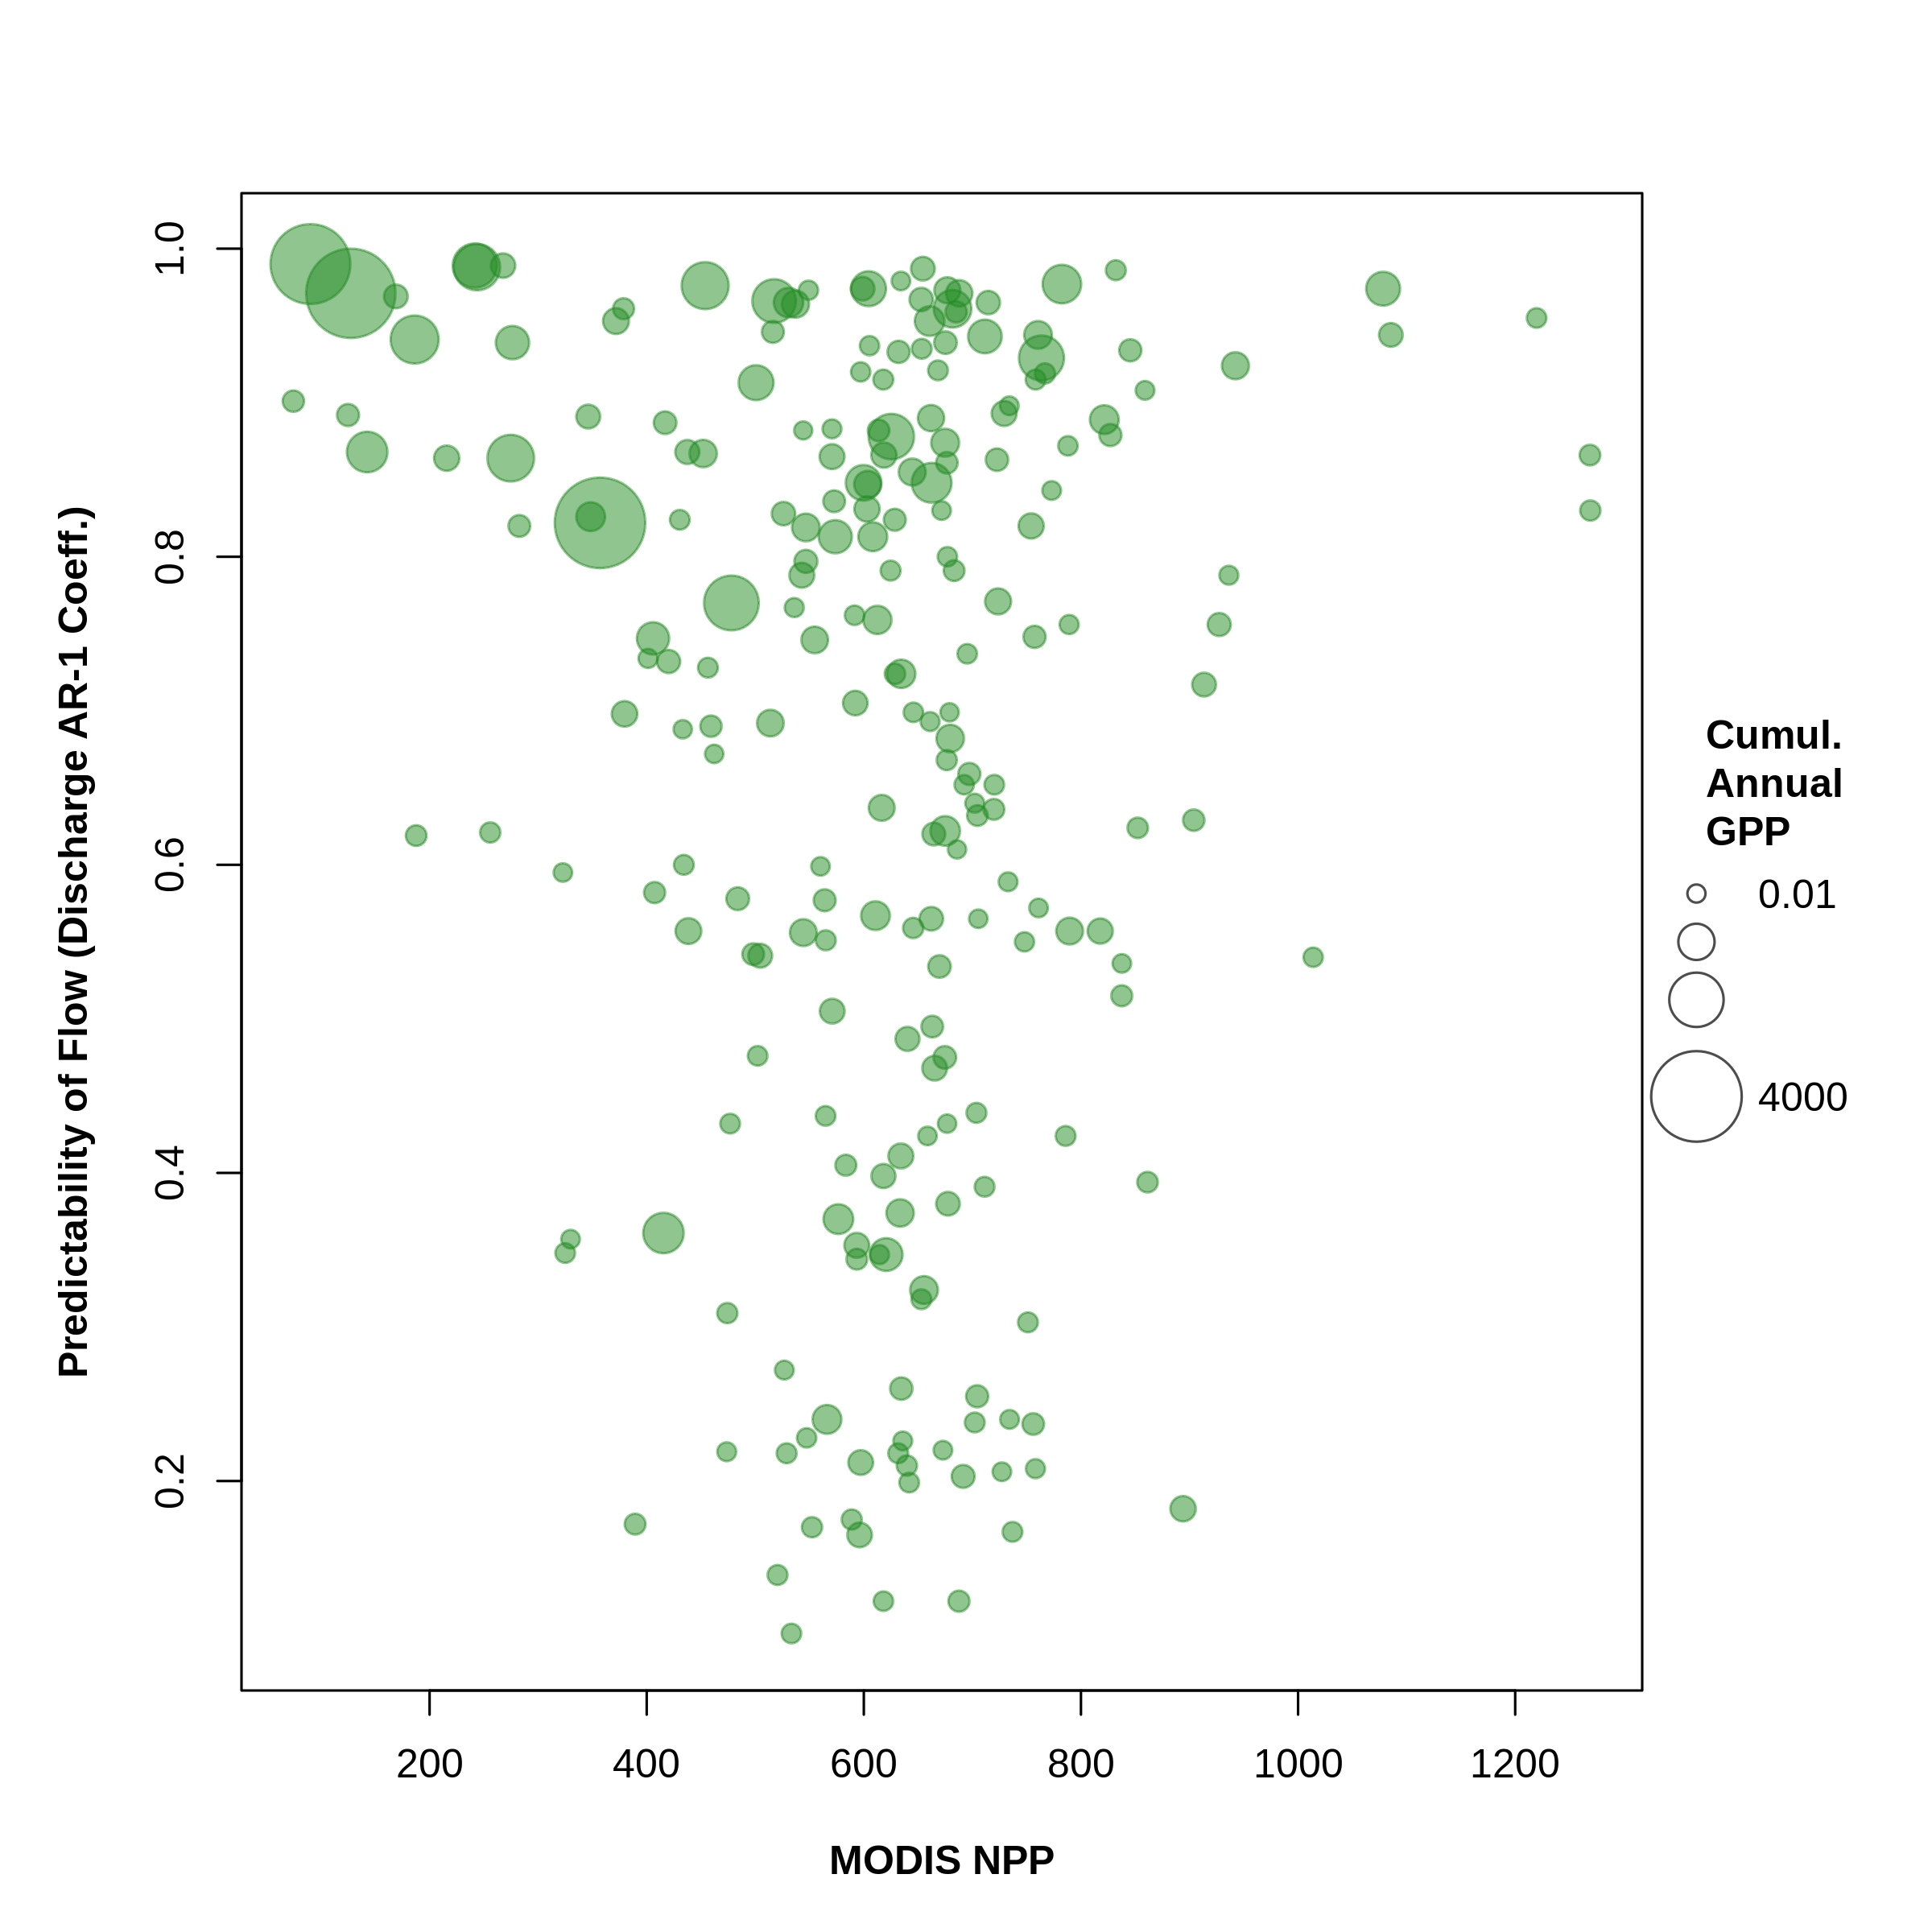 1.0
0.8
0.6
0.4
0.2
Predictability of Flow (Discharge AR-1 Coeff.)
200 400 600 800 1000 1200
MODIS NPP
Cumul.
Annual
GPP
0.01
4000